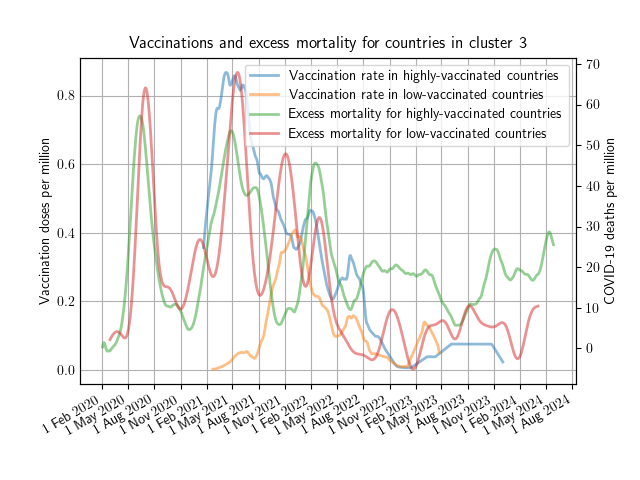 Vaccinations and excess mortality for countries in cluster 3
Vaccination rate in highly-vaccinated countries
Vaccination rate in low-vaccinated countries
Excess mortality for highly-vaccinated countries
Excess mortality for low-vaccinated countries
Vaccination doses per million
0.8
0.6
0.4
0.2
0.0
COVID-19 deaths per million
70
60
50
40
30
20
10
0
1 Feb 2020
1 May 2020
1 Aug 2020
1 Nov 2020
1 Feb 2021
1 May 2021
1 Aug 2021
1 Nov 2021
1 Feb 2022
1 May 2022
1 Aug 2022
1 Nov 2022
1 Feb 2023
1 May 2023
1 Aug 2023
1 Nov 2023
1 Feb 2024
1 May 2024
1 Aug 2024